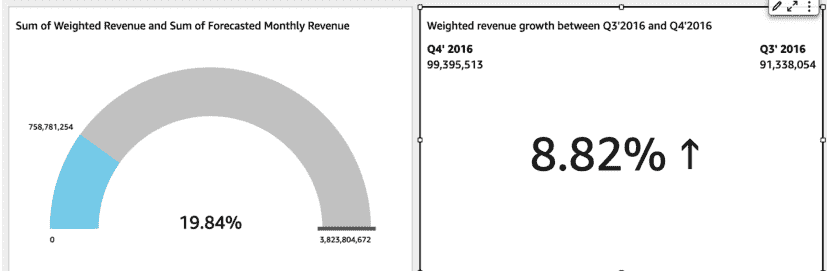 Sum of Weighted Revenue and Sum of Forecasted Monthly Revenue
758,781,254
19.84%
0
3,823,804,672
Weighted revenue growth between Q3'2016 and Q4'2016
Q4' 2016
Q3' 2016
99,395,513
91,338,054
8.82% ↑